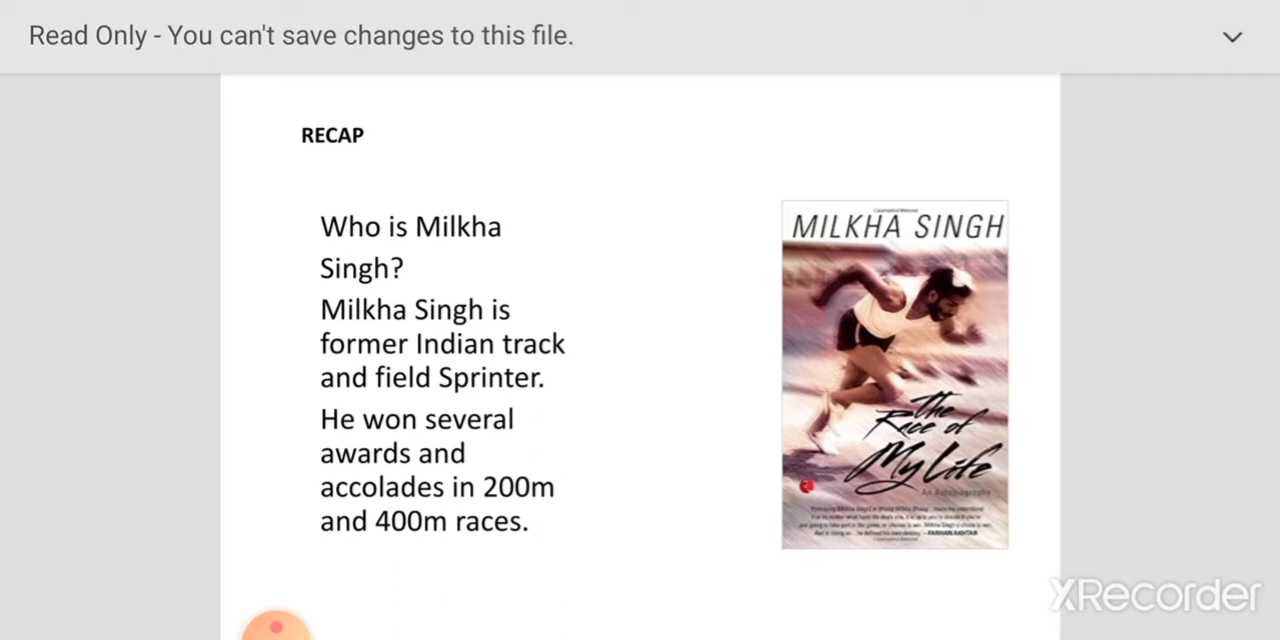 Read Only - You can't save changes to this file.
RECAP
Who is Milkha
Singh?
Milkha Singh is
former Indian track
and field Sprinter.
He won several
awards and
accolades in 200m
and 400m races.
MILKHA SINGH
The
Race of
My Life
An Autobiography
FARHAN AKHTAR
XRecorder